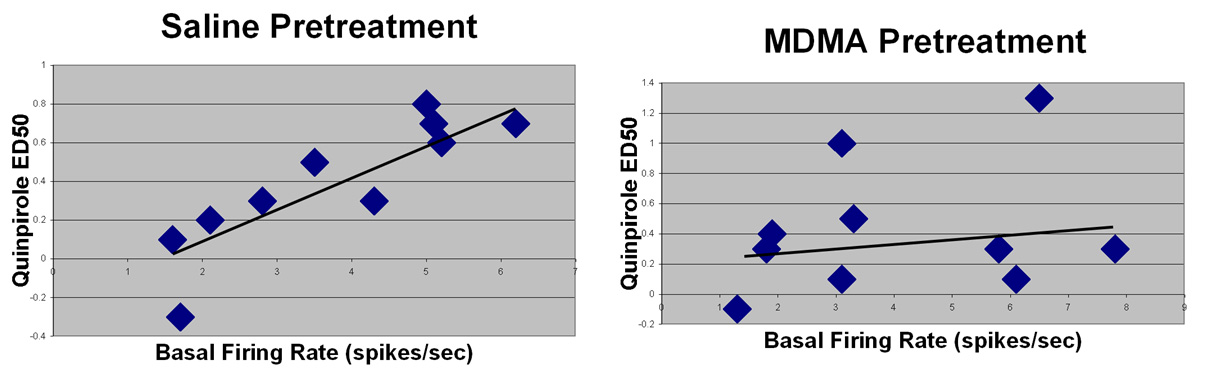 Saline Pretreatment
Quinpirole ED50
1
0.8
0.6
0.4
0.2
0
-0.2
-0.4
0 1 2 3 4 5 6 7
Basal Firing Rate (spikes/sec)
MDMA Pretreatment
Quinpirole ED50
1.4
1.2
1
0.8
0.6
0.4
0.2
0
-0.2
0 1 2 3 4 5 6 7 8 9
Basal Firing Rate (spikes/sec)